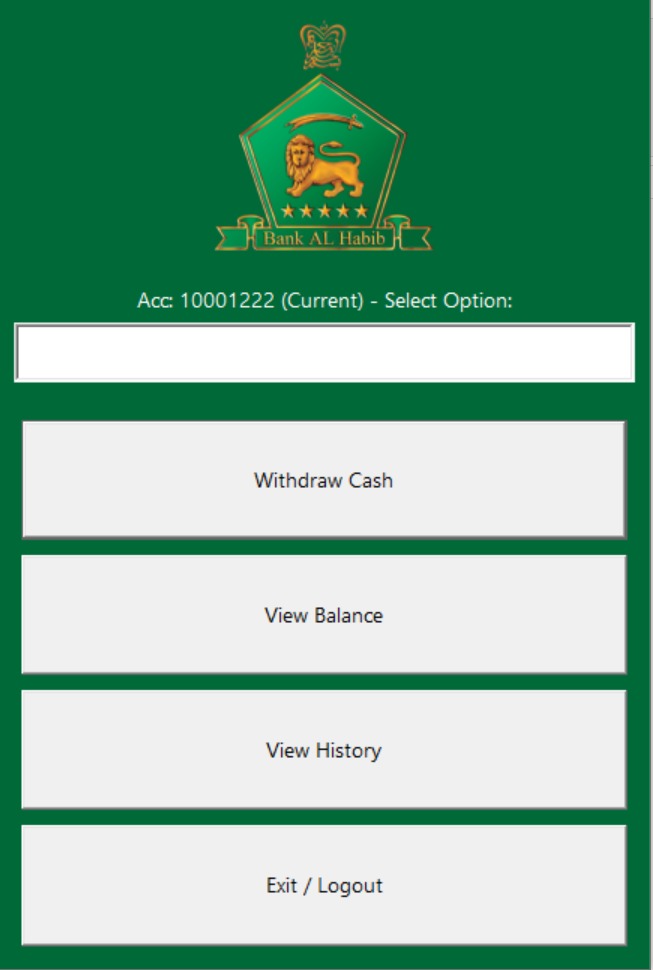 Bank AL Habib
Acc: 10001222 (Current) - Select Option:
Withdraw Cash
View Balance
View History
Exit / Logout